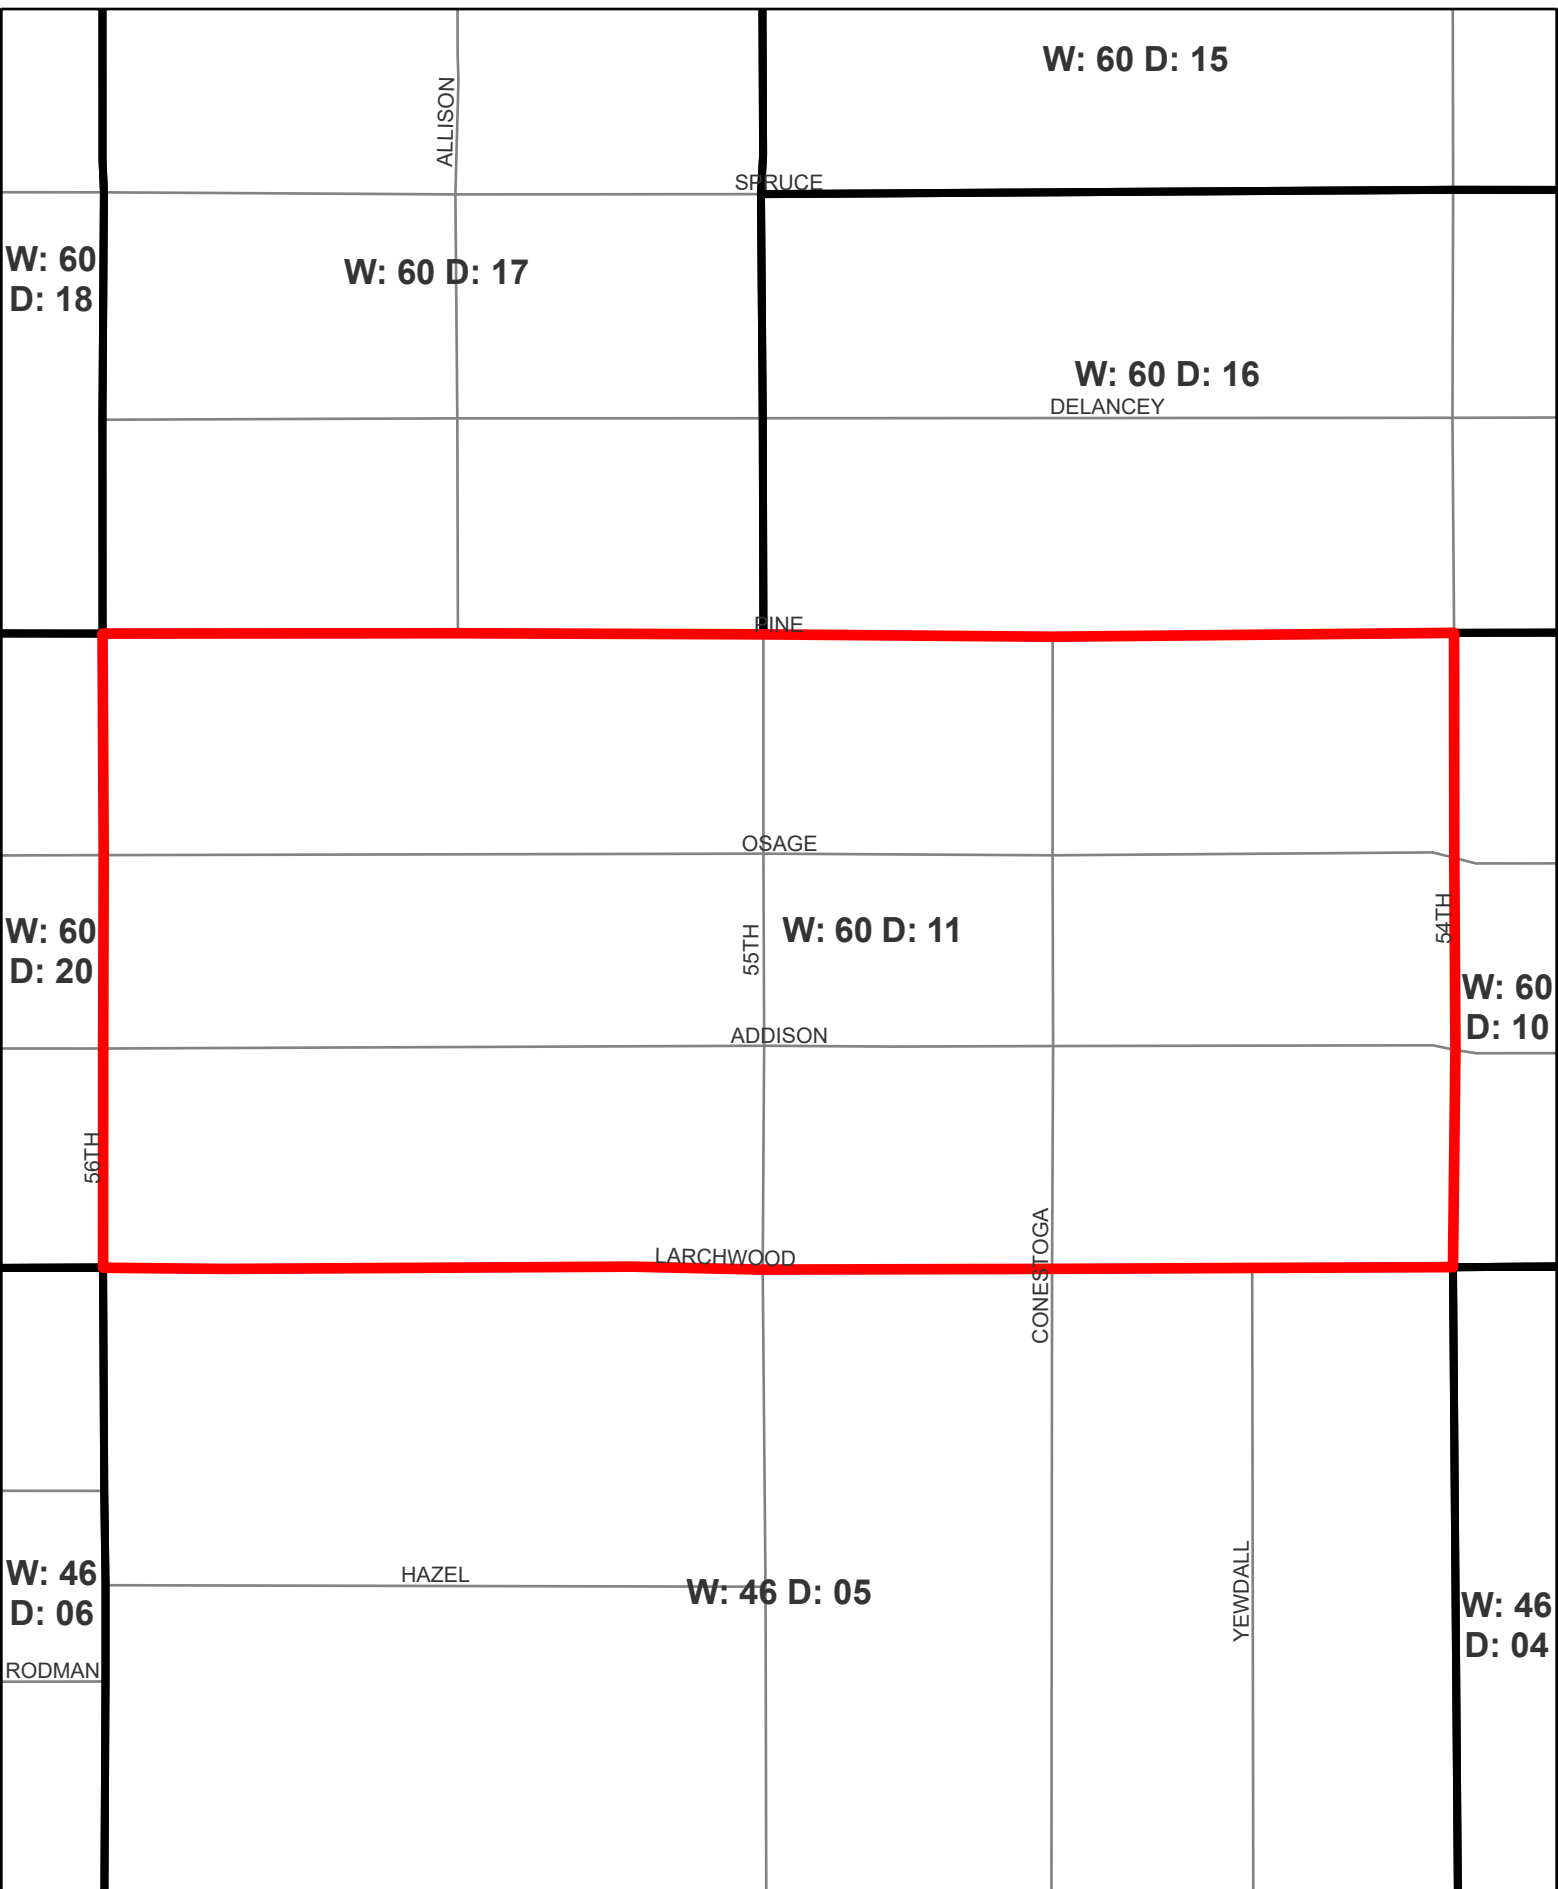 W: 60 D: 15
ALLISON
SPRUCE
W: 60
D: 18
W: 60 D: 17
W: 60 D: 16
DELANCEY
PINE
OSAGE
W: 60
D: 20
55TH
W: 60 D: 11
54TH
W: 60
D: 10
ADDISON
56TH
LARCHWOOD
CONESTOGA
W: 46
D: 06
HAZEL
W: 46 D: 05
YEWDALL
W: 46
D: 04
RODMAN